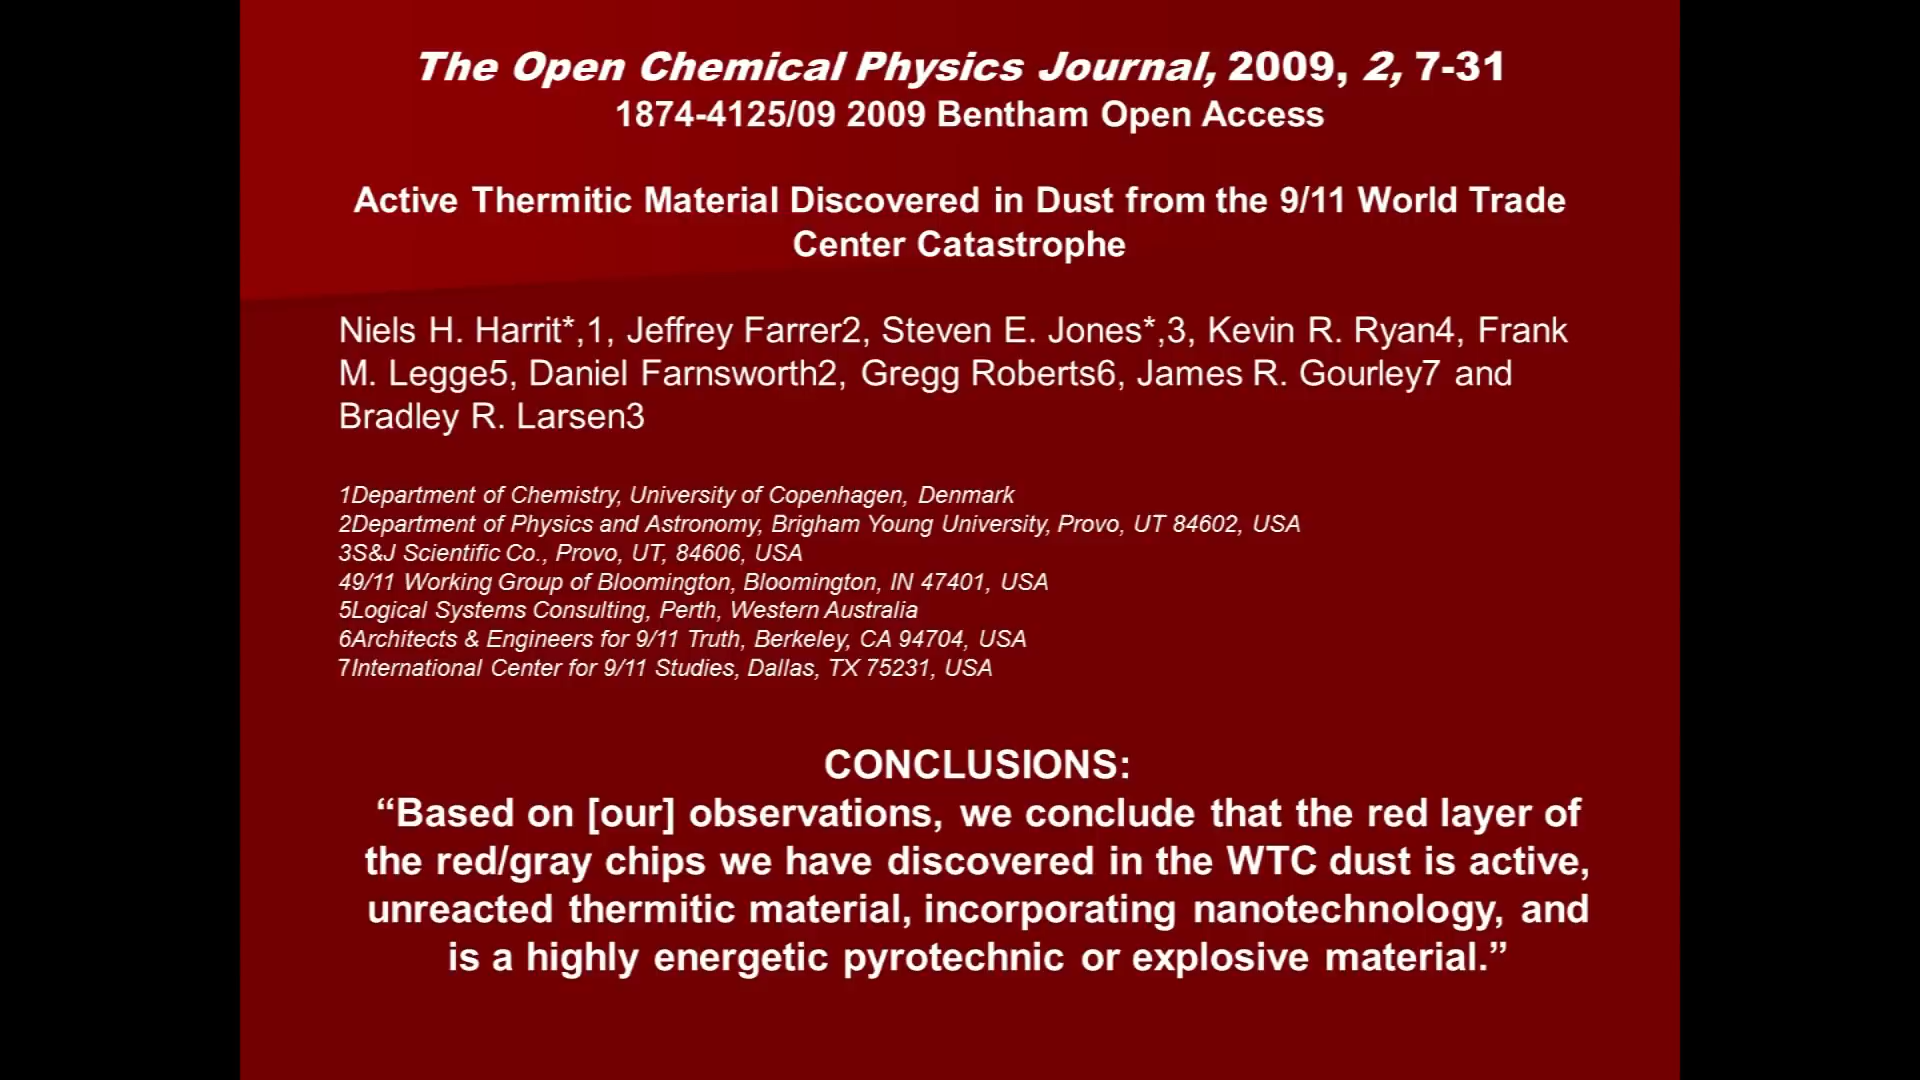 The Open Chemical Physics Journal, 2009, 2, 7-31
1874-4125/09 2009 Bentham Open Access
Active Thermitic Material Discovered in Dust from the 9/11 World Trade
Center Catastrophe
Niels H. Harrit*,1, Jeffrey Farrer2, Steven E. Jones*,3, Kevin R. Ryan4, Frank
M. Legge5, Daniel Farnsworth2, Gregg Roberts6, James R. Gourley7 and
Bradley R. Larsen3
1Department of Chemistry, University of Copenhagen, Denmark
2Department of Physics and Astronomy, Brigham Young University, Provo, UT 84602, USA
3S&J Scientific Co., Provo, UT, 84606, USA
49/11 Working Group of Bloomington, Bloomington, IN 47401, USA
5Logical Systems Consulting, Perth, Western Australia
6Architects & Engineers for 9/11 Truth, Berkeley, CA 94704, USA
7International Center for 9/11 Studies, Dallas, TX 75231, USA
CONCLUSIONS:
“Based on [our] observations, we conclude that the red layer of
the red/gray chips we have discovered in the WTC dust is active,
unreacted thermitic material, incorporating nanotechnology, and
is a highly energetic pyrotechnic or explosive material.”